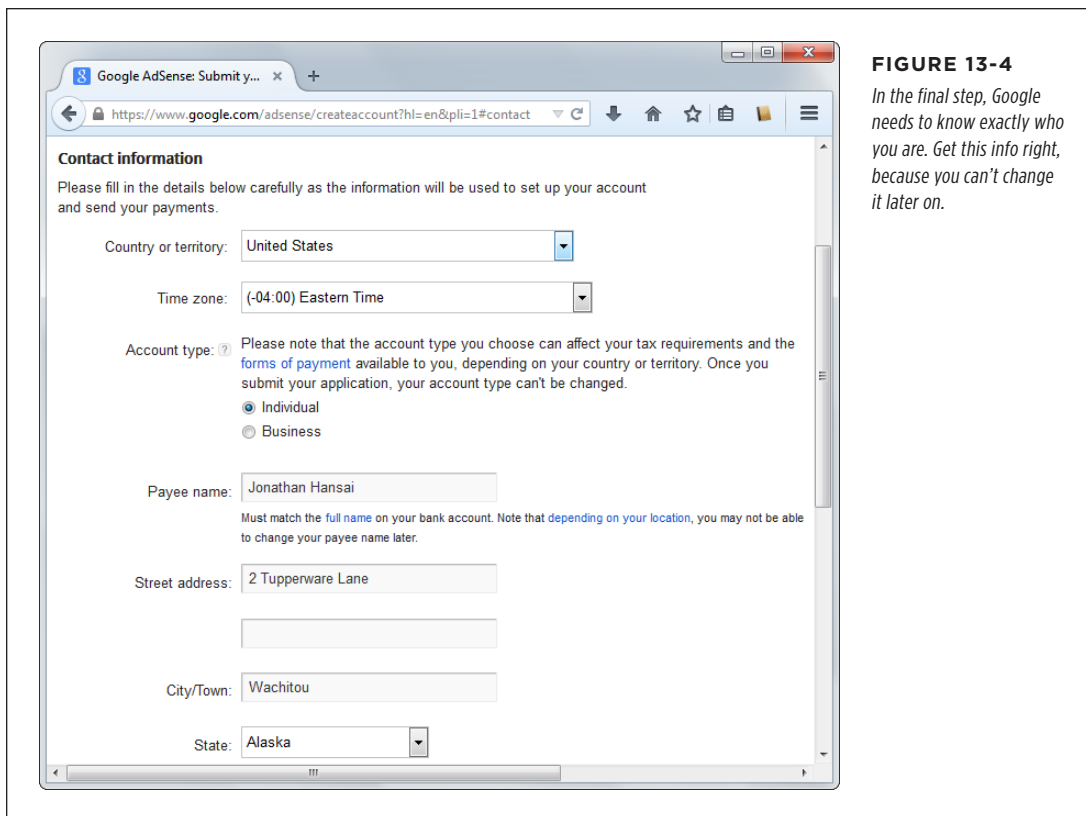 Google AdSense: Submit y...
https://www.google.com/adsense/createaccount?hl=en&pli=1#contact
Contact information
Please fill in the details below carefully as the information will be used to set up your account
and send your payments.
Country or territory: United States
Time zone: (-04:00) Eastern Time
Account type: ? Please note that the account type you choose can affect your tax requirements and the
forms of payment available to you, depending on your country or territory. Once you
submit your application, your account type can't be changed.
Individual
Business
Payee name: Jonathan Hansai
Must match the full name on your bank account. Note that depending on your location, you may not be able
to change your payee name later.
Street address: 2 Tupperware Lane
City/Town: Wachitou
State: Alaska
FIGURE 13-4
In the final step, Google
needs to know exactly who
you are. Get this info right,
because you can't change
it later on.